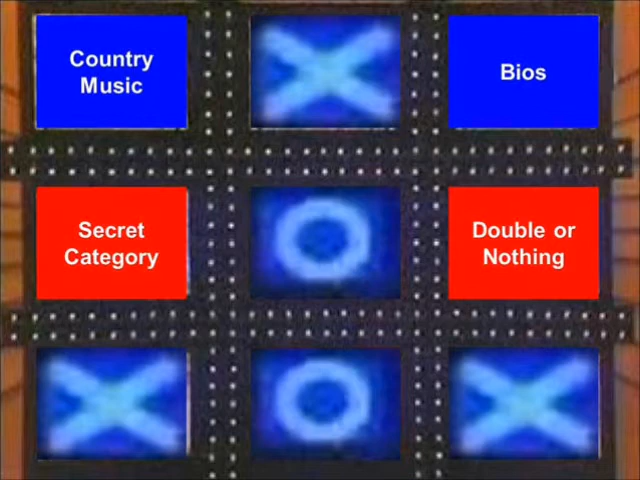 Country
Music
X
Bios
Secret
Category
O
Double or
Nothing
X
O
X